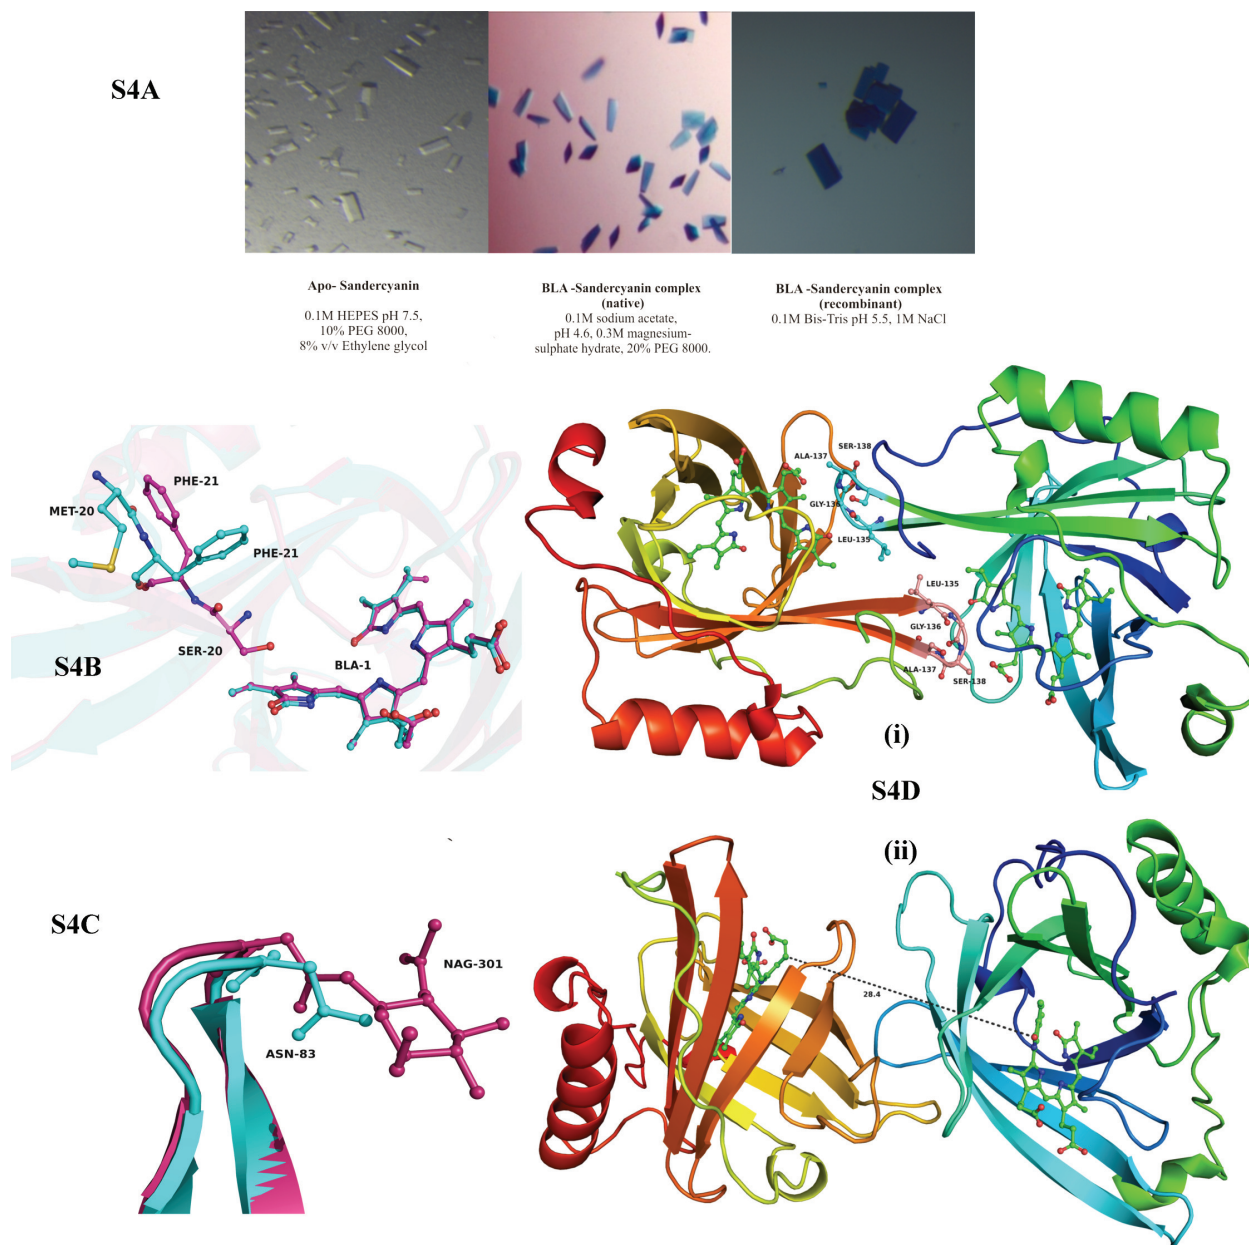 S4A
Apo- Sandercyanin
0.1M HEPES pH 7.5,
10% PEG 8000,
8% v/v Ethylene glycol
BLA -Sandercyanin complex
(native)
0.1M sodium acetate,
pH 4.6, 0.3M magnesium-
sulphate hydrate, 20% PEG 8000.
BLA -Sandercyanin complex
(recombinant)
0.1M Bis-Tris pH 5.5, 1M NaCl
S4B
PHE-21
MET-20
PHE-21
SER-20
BLA-1
SER-138
ALA-137
GLY-136
LEU-135
LEU-135
GLY-136
ALA-137
SER-138
(i)
S4D
(ii)
28.4
S4C
NAG-301
ASN-83